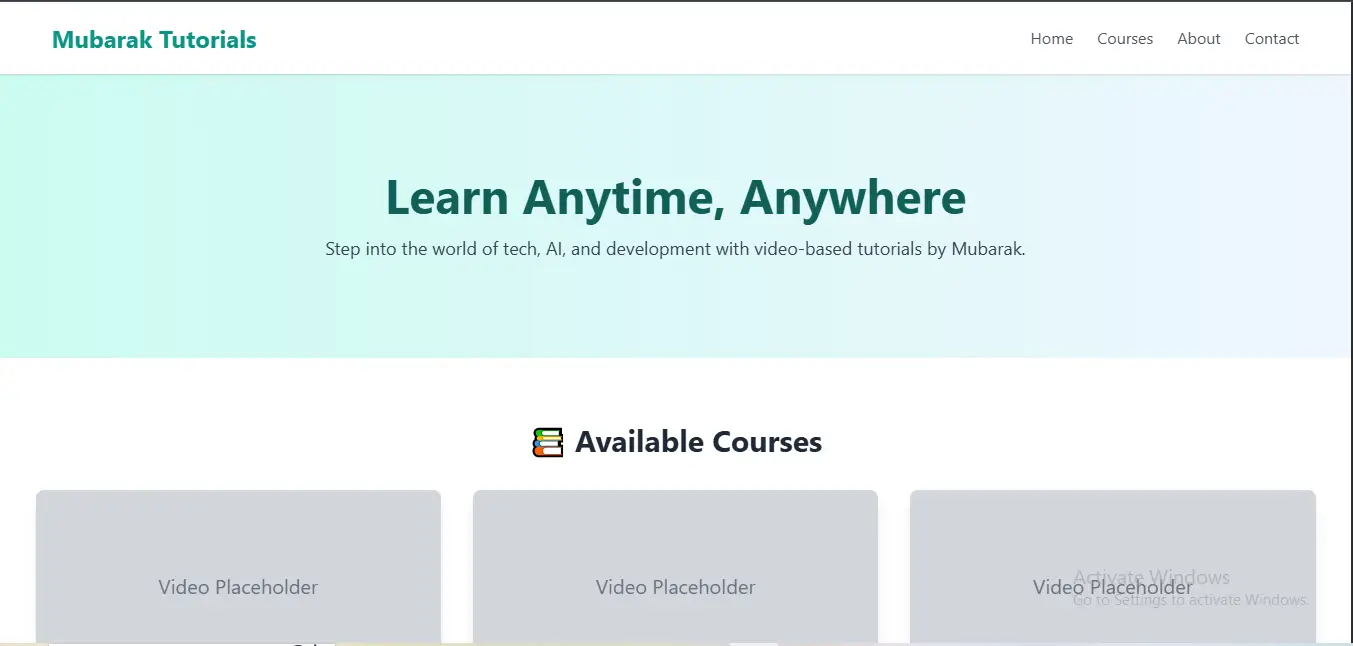 Mubarak Tutorials
Home Courses About Contact
Learn Anytime, Anywhere
Step into the world of tech, AI, and development with video-based tutorials by Mubarak.
📚 Available Courses
Video Placeholder Video Placeholder Video Placeholder
Activate Windows
Go to Settings to activate Windows.